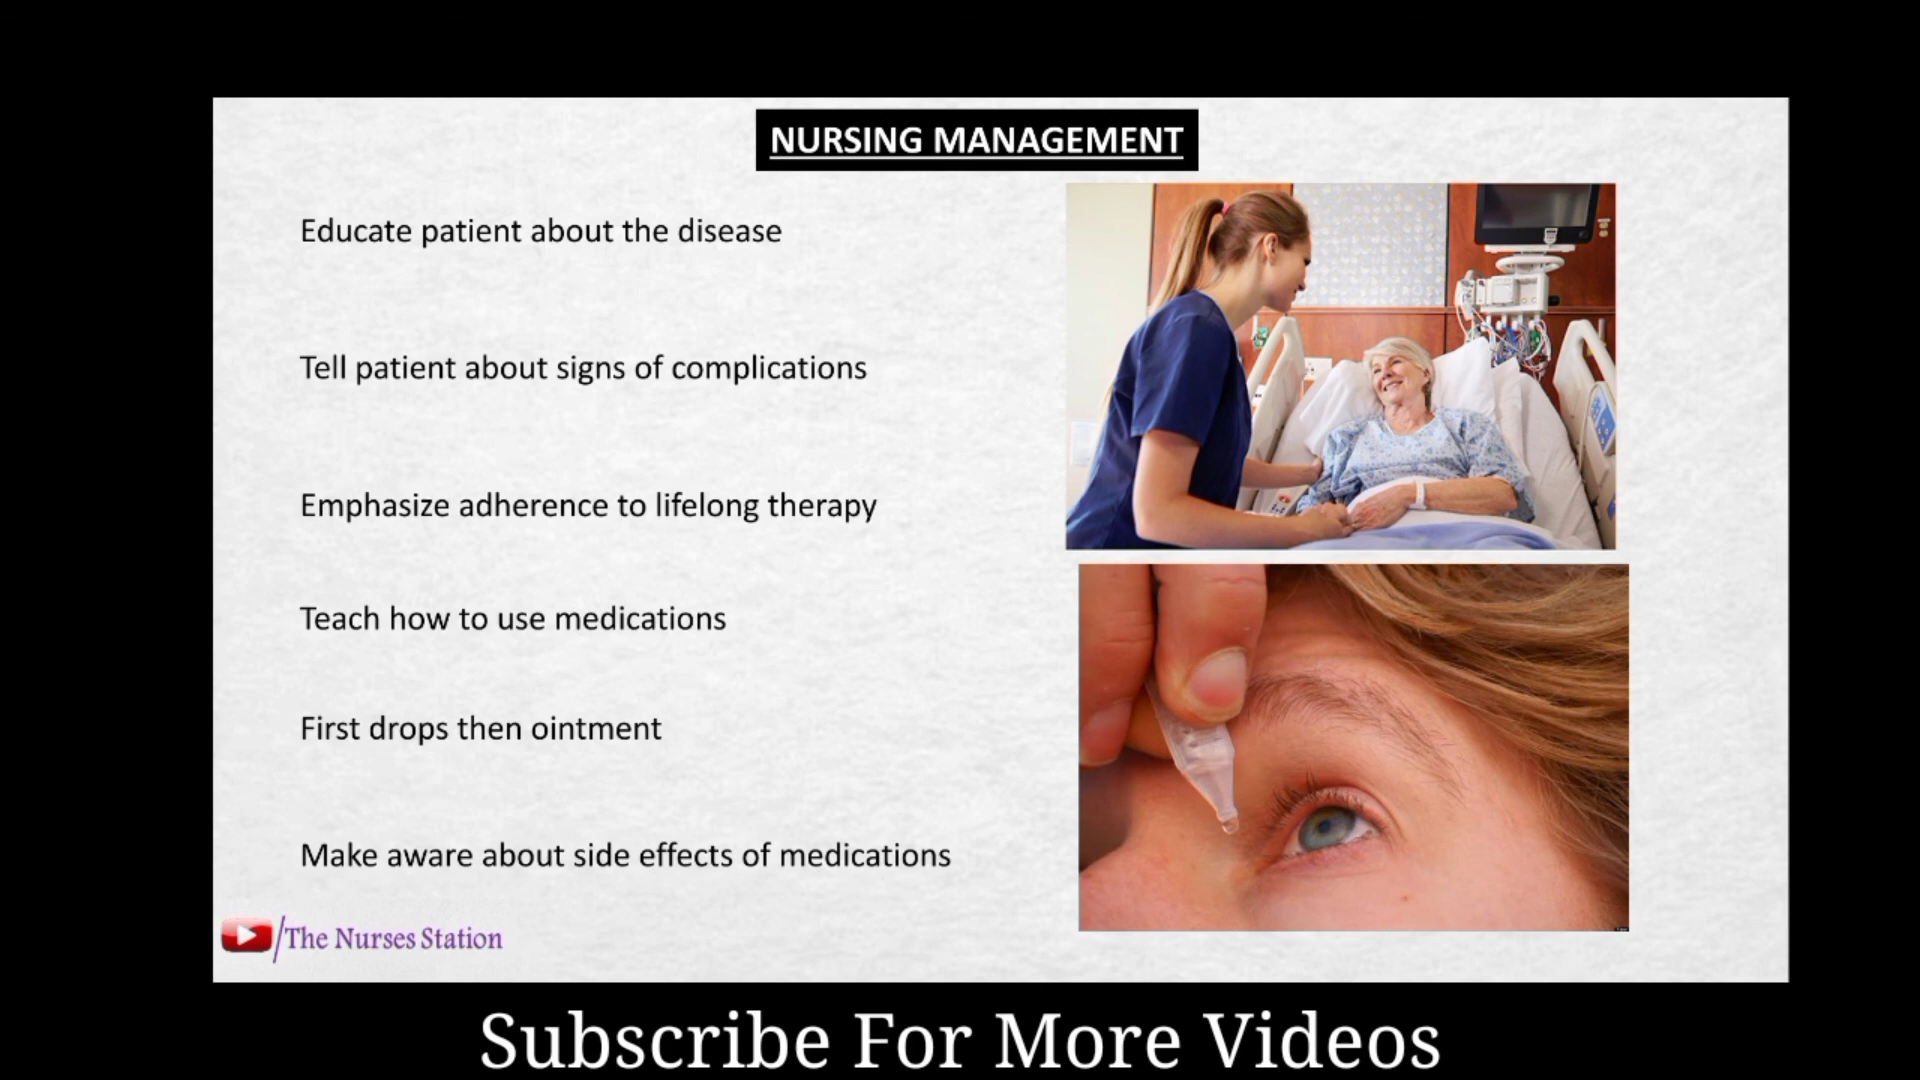 NURSING MANAGEMENT
Educate patient about the disease
Tell patient about signs of complications
Emphasize adherence to lifelong therapy
Teach how to use medications
First drops then ointment
Make aware about side effects of medications
/The Nurses Station
Subscribe For More Videos